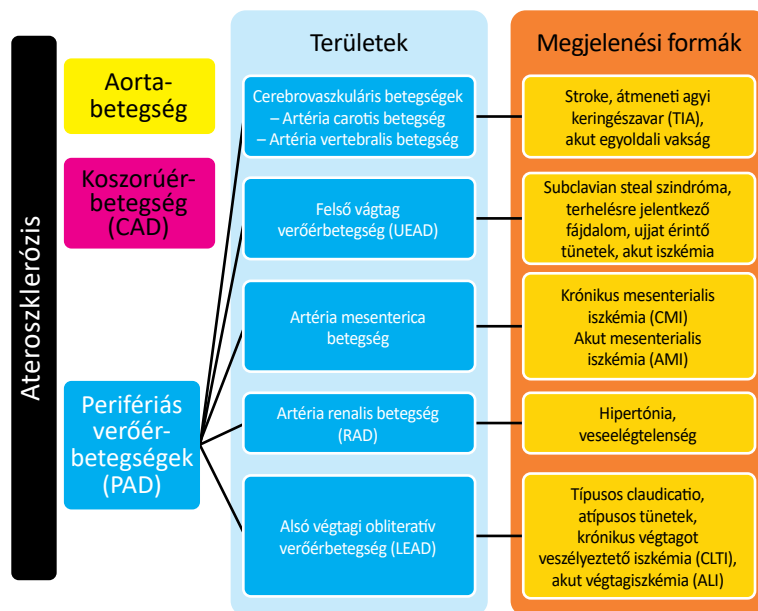 Ateroszklerózis
Aorta-
betegség
Koszorúér-
betegség
(CAD)
Perifériás
verőér-
betegségek
(PAD)
Területek
Cerebrovaszkuláris betegségek
– Artéria carotis betegség
– Artéria vertebralis betegség
Felső vágtag
verőérbetegség (UEAD)
Artéria mesenterica
betegség
Artéria renalis betegség
(RAD)
Alsó végtagi obliteratív
verőérbetegség (LEAD)
Megjelenési formák
Stroke, átmeneti agyi
keringészavar (TIA),
akut egyoldali vakság
Subclavian steal szindróma,
terhelésre jelentkező
fájdalom, ujjat érintő
tünetek, akut iszkémia
Krónikus mesenterialis
iszkémia (CMI)
Akut mesenterialis
iszkémia (AMI)
Hipertónia,
veseelégtelenség
Típusos claudicatio,
atípusos tünetek,
krónikus végtagot
veszélyeztető iszkémia (CLTI),
akut végtagiszkémia (ALI)